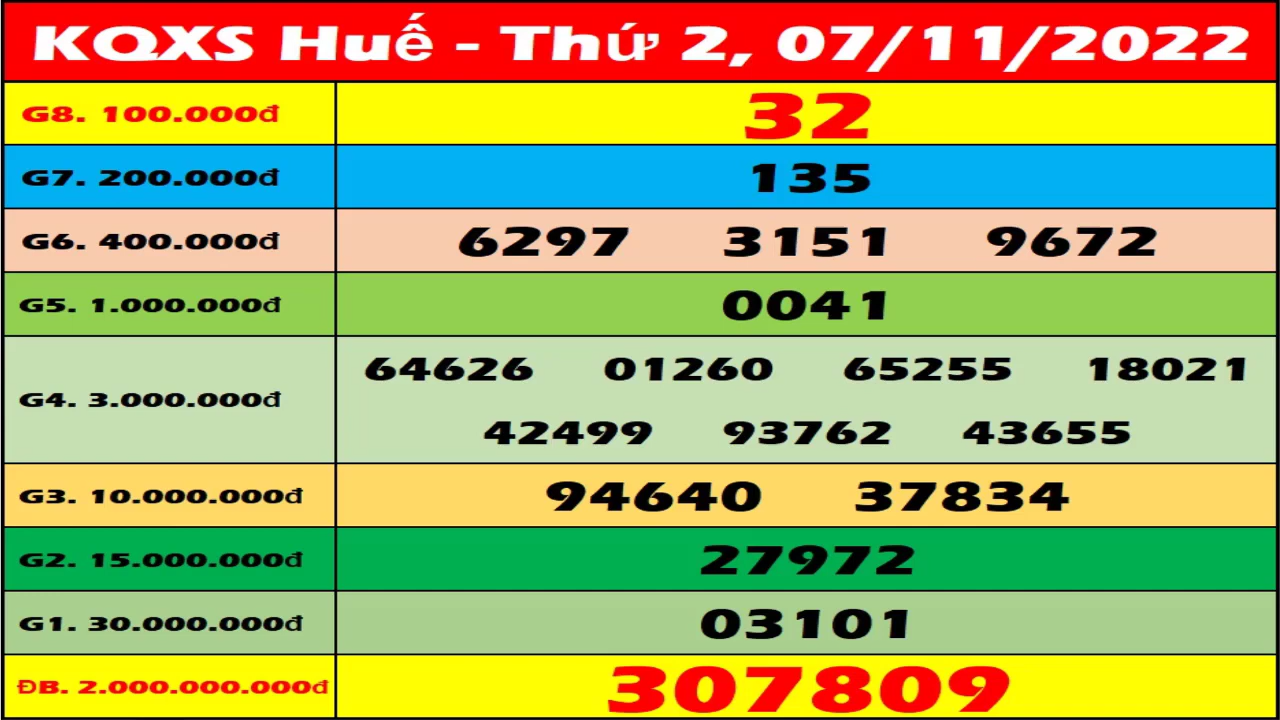 KQXS Huế - Thứ 2, 07/11/2022
G8. 100.000đ 32
G7. 200.000đ 135
G6. 400.000đ 6297 3151 9672
G5. 1.000.000đ 0041
G4. 3.000.000đ 64626 01260 65255 18021
42499 93762 43655
G3. 10.000.000đ 94640 37834
G2. 15.000.000đ 27972
G1. 30.000.000đ 03101
ĐB. 2.000.000.000đ 307809